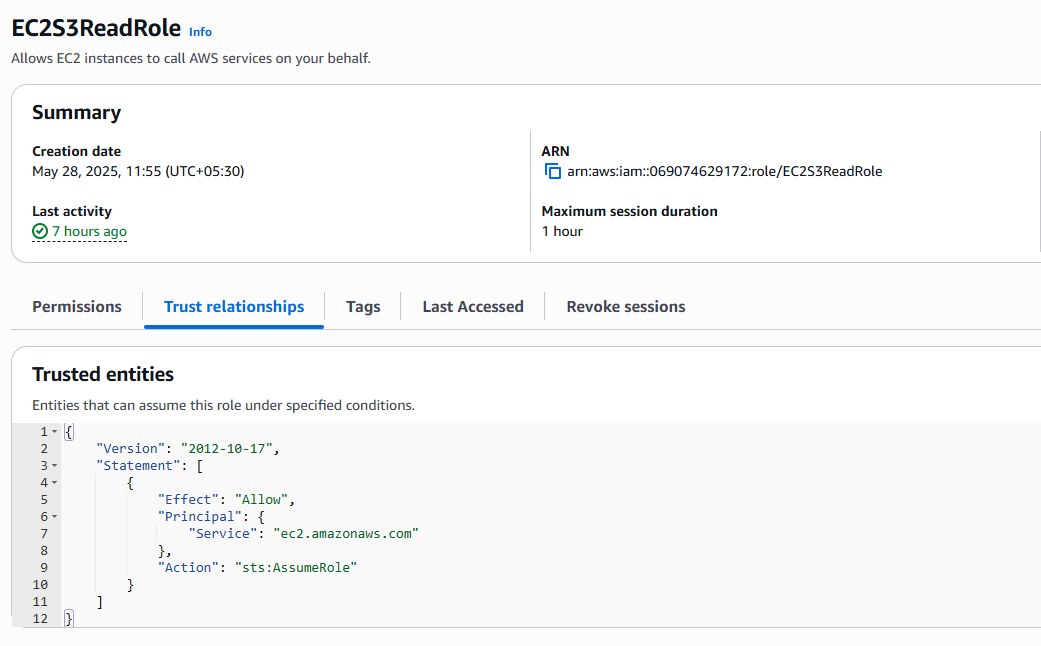 EC2S3ReadRole Info
Allows EC2 instances to call AWS services on your behalf.
Summary
Creation date
May 28, 2025, 11:55 (UTC+05:30)
ARN
arn:aws:iam::069074629172:role/EC2S3ReadRole
Last activity
7 hours ago
Maximum session duration
1 hour
Permissions Trust relationships Tags Last Accessed Revoke sessions
Trusted entities
Entities that can assume this role under specified conditions.
1 {
2     "Version": "2012-10-17",
3     "Statement": [
4         {
5             "Effect": "Allow",
6             "Principal": {
7                 "Service": "ec2.amazonaws.com"
8             },
9             "Action": "sts:AssumeRole"
10         }
11     ]
12 }